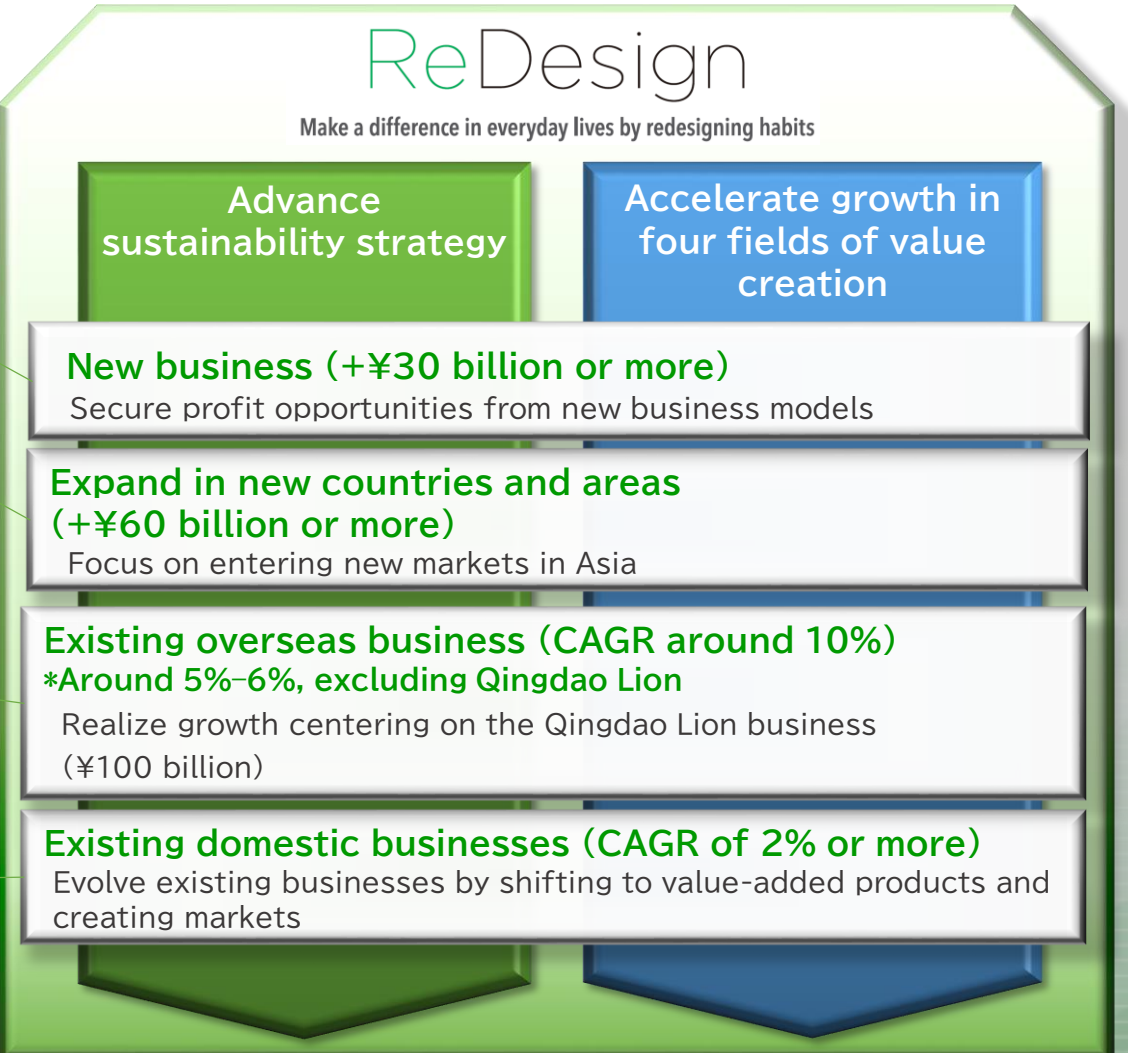 ReDesign
Make a difference in everyday lives by redesigning habits
Advance
sustainability strategy
Accelerate growth in
four fields of value
creation
New business (+¥30 billion or more)
Secure profit opportunities from new business models
Expand in new countries and areas
(+¥60 billion or more)
Focus on entering new markets in Asia
Existing overseas business (CAGR around 10%)
*Around 5%–6%, excluding Qingdao Lion
Realize growth centering on the Qingdao Lion business
(¥100 billion)
Existing domestic businesses (CAGR of 2% or more)
Evolve existing businesses by shifting to value-added products and
creating markets